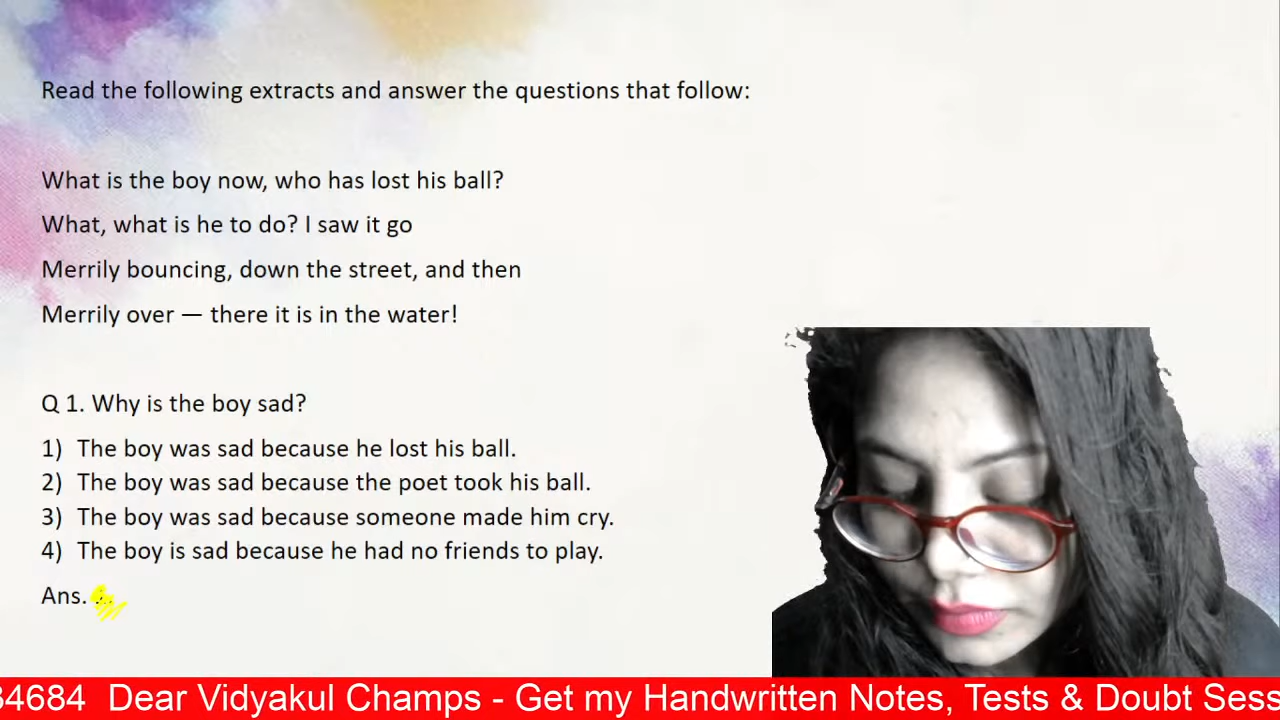 Read the following extracts and answer the questions that follow:
What is the boy now, who has lost his ball?
What, what is he to do? I saw it go
Merrily bouncing, down the street, and then
Merrily over — there it is in the water!
Q 1. Why is the boy sad?
1) The boy was sad because he lost his ball.
2) The boy was sad because the poet took his ball.
3) The boy was sad because someone made him cry.
4) The boy is sad because he had no friends to play.
Ans.
34684 Dear Vidyakul Champs - Get my Handwritten Notes, Tests & Doubt Sess